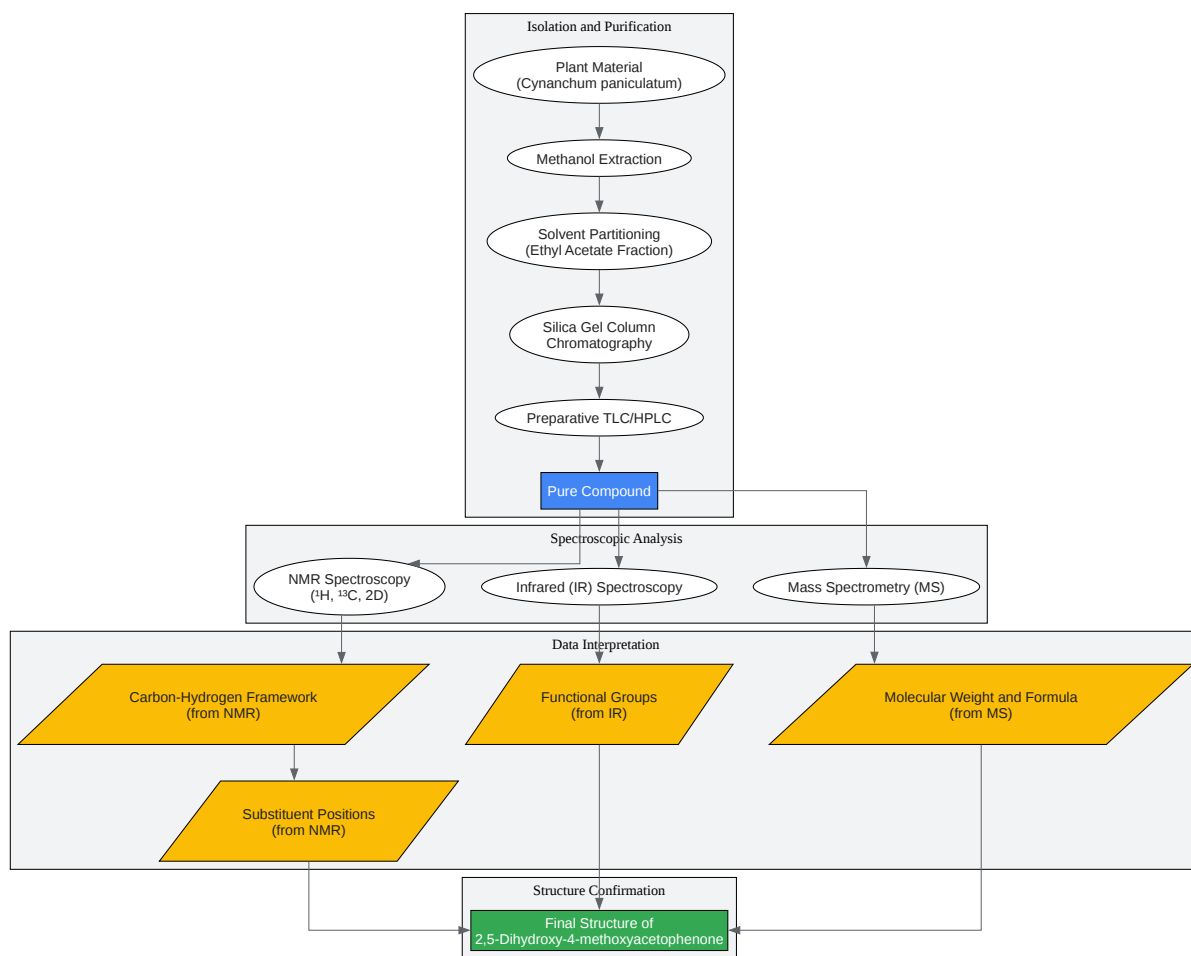 Isolation and Purification
Plant Material
(Cynanchum paniculatum)
Methanol Extraction
Solvent Partitioning
(Ethyl Acetate Fraction)
Silica Gel Column
Chromatography
Preparative TLC/HPLC
Pure Compound
Spectroscopic Analysis
NMR Spectroscopy
(¹H, ¹³C, 2D)
Infrared (IR) Spectroscopy
Mass Spectrometry (MS)
Data Interpretation
Carbon-Hydrogen Framework
(from NMR)
Functional Groups
(from IR)
Molecular Weight and Formula
(from MS)
Substituent Positions
(from NMR)
Structure Confirmation
Final Structure of
2,5-Dihydroxy-4-methoxyacetophenone